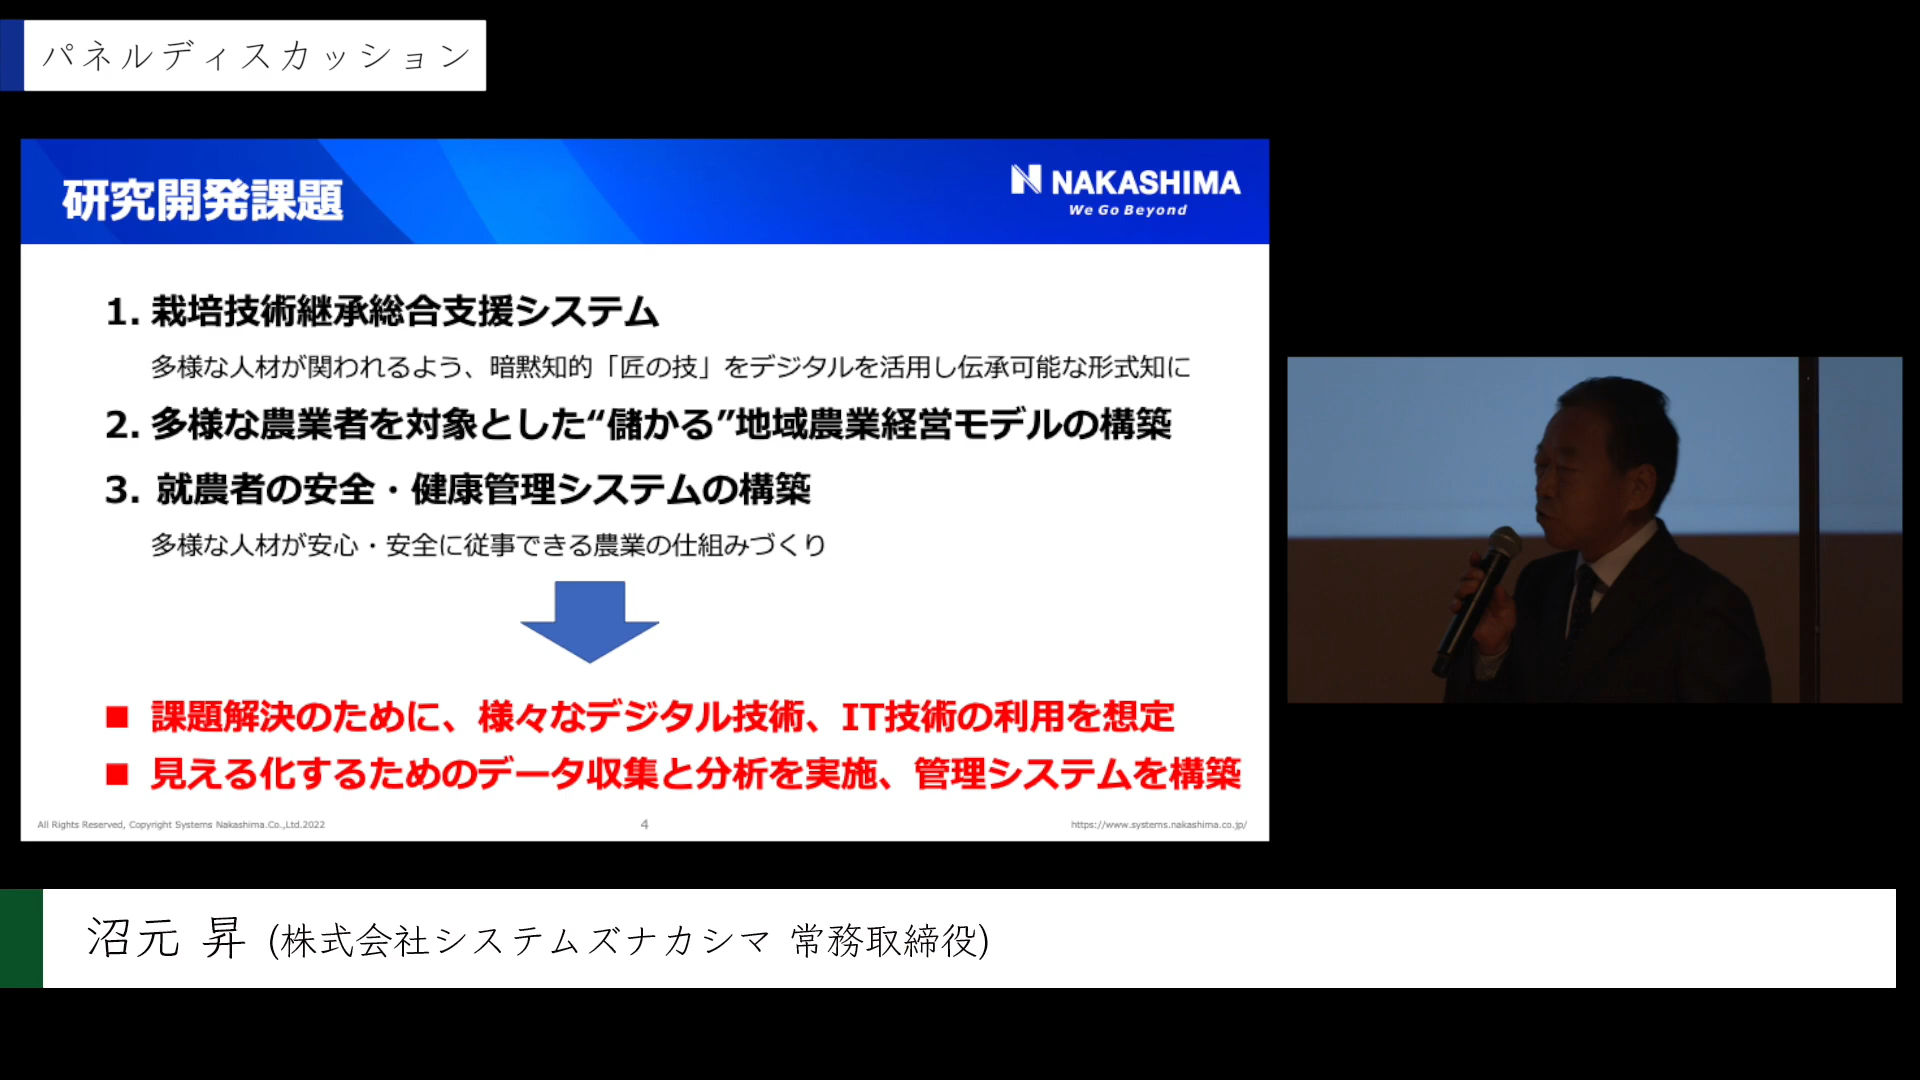 パネルディスカッション
研究開発課題
NAKASHIMA
We Go Beyond
1. 栽培技術継承総合支援システム
多様な人材が関われるよう、暗黙知的「匠の技」をデジタルを活用し伝承可能な形式知に
2. 多様な農業者を対象とした“儲かる”地域農業経営モデルの構築
3. 就農者の安全・健康管理システムの構築
多様な人材が安心・安全に従事できる農業の仕組みづくり
■ 課題解決のために、様々なデジタル技術、IT技術の利用を想定
■ 見える化するためのデータ収集と分析を実施、管理システムを構築
All Rights Reserved, Copyright Systems Nakashima.Co.,Ltd.2022
4
https://www.systems.nakashima.co.jp/
沼元 昇 (株式会社システムズナカシマ 常務取締役)